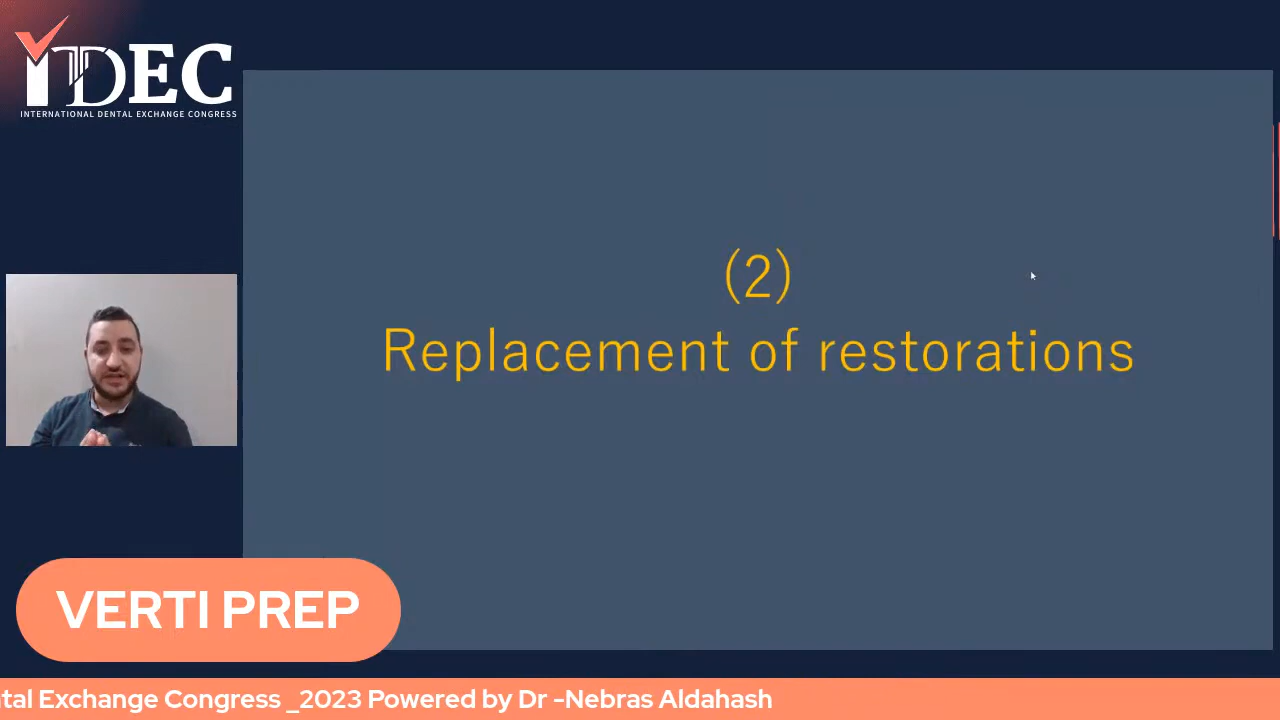 IDEC
INTERNATIONAL DENTAL EXCHANGE CONGRESS
(2)
Replacement of restorations
VERTI PREP
tal Exchange Congress _2023 Powered by Dr -Nebras Aldahash